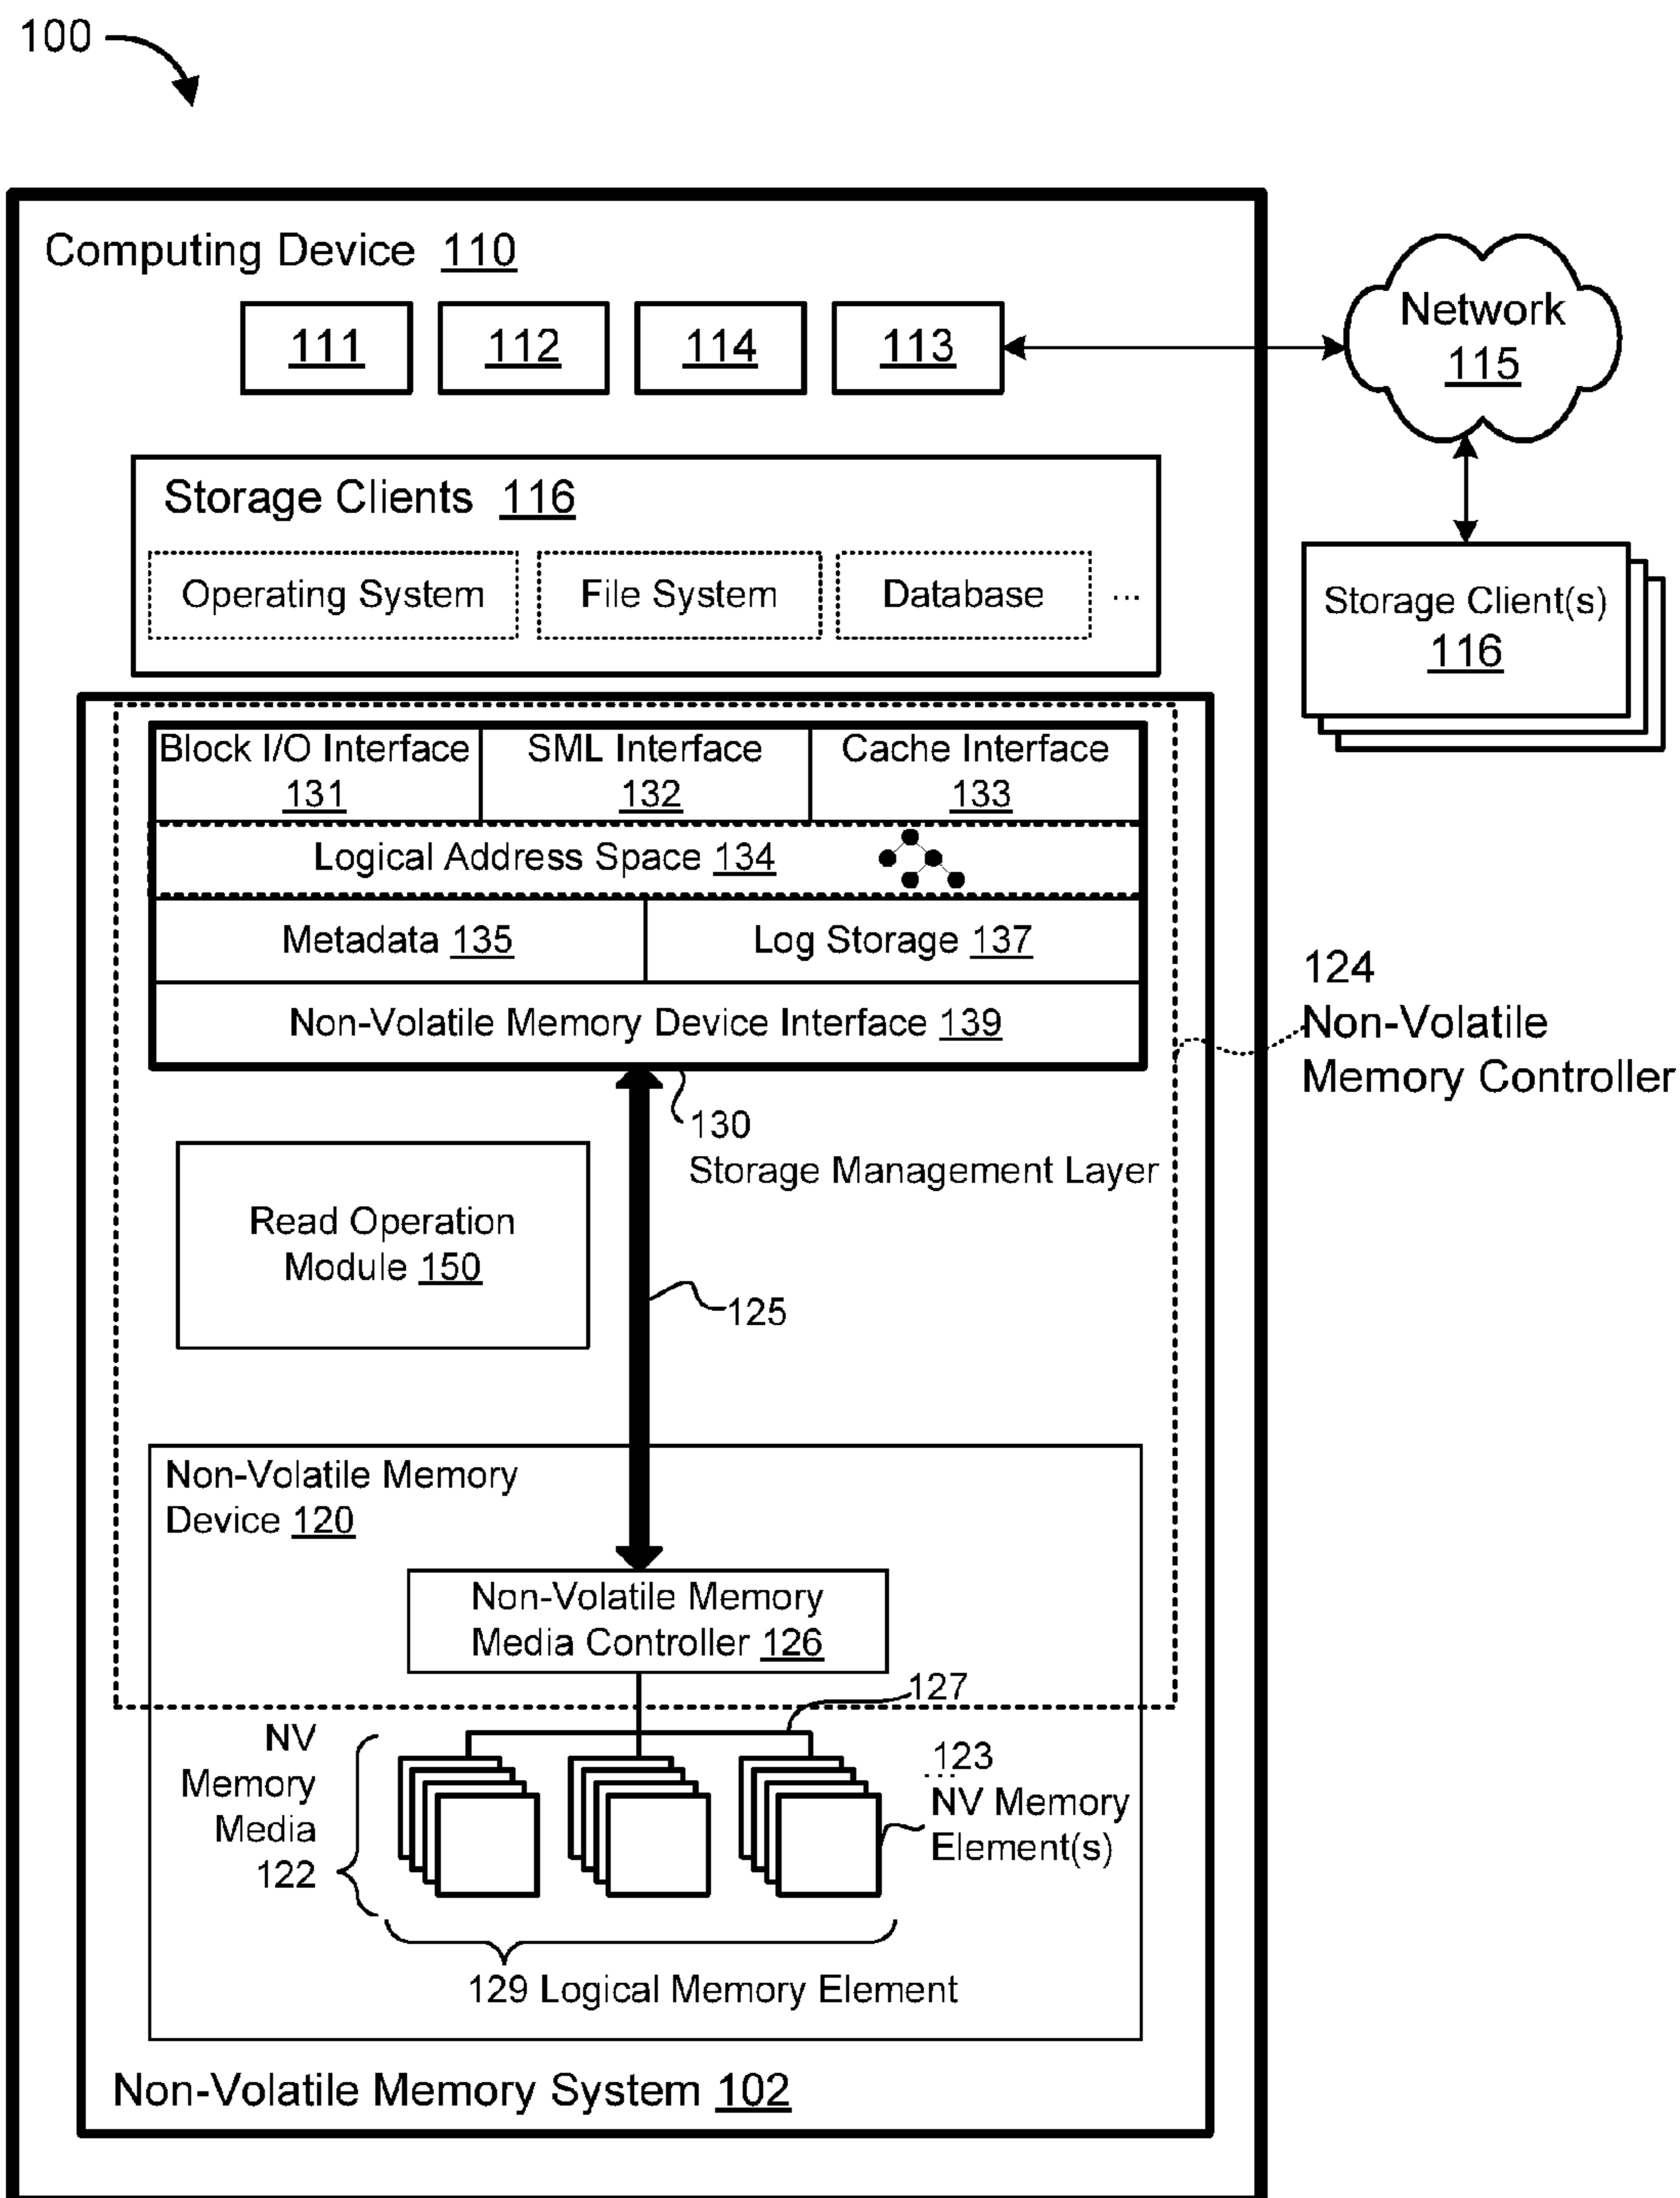 100
Computing Device 110
111 112 114 113
Network
115
Storage Clients 116
Operating System File System Database ...
Storage Client(s)
116
Block I/O Interface
131
SML Interface
132
Cache Interface
133
Logical Address Space 134
Metadata 135 Log Storage 137
Non-Volatile Memory Device Interface 139
124
Non-Volatile
Memory Controller
130
Storage Management Layer
Read Operation
Module 150
125
Non-Volatile Memory
Device 120
Non-Volatile Memory
Media Controller 126
127
NV
Memory
Media
122
...
123
NV Memory
Element(s)
129 Logical Memory Element
Non-Volatile Memory System 102